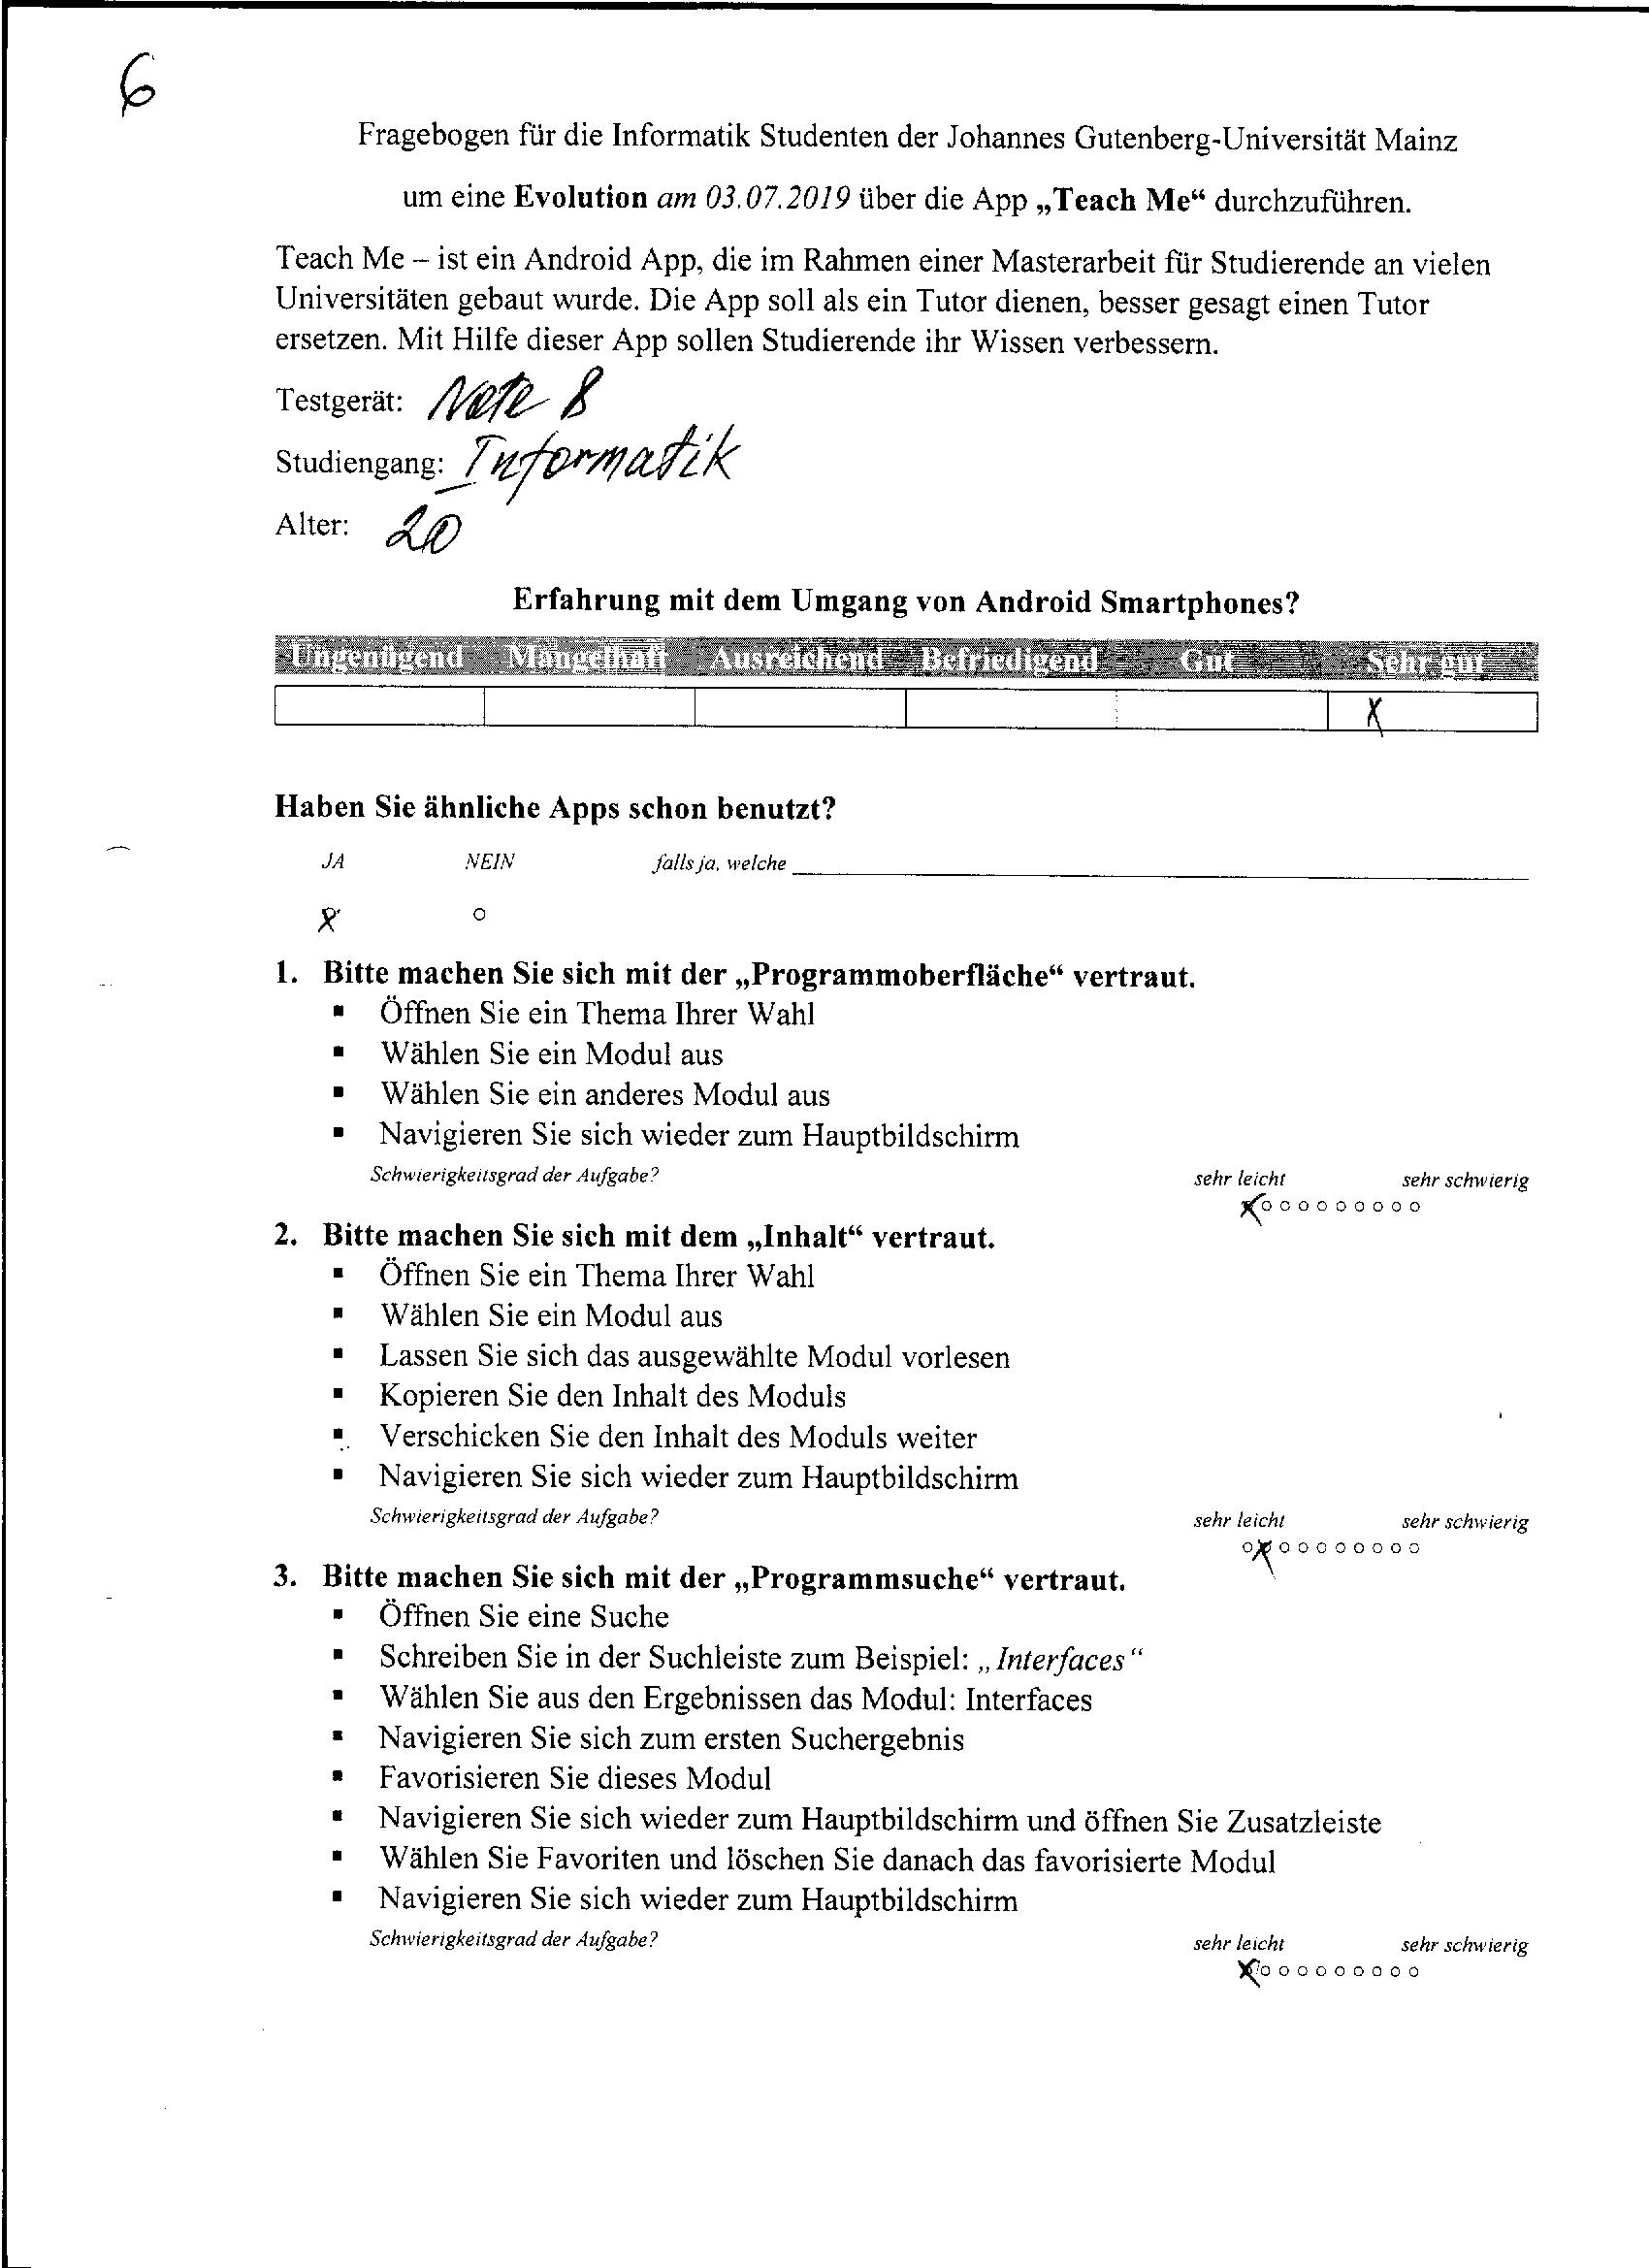 6
Fragebogen für die Informatik Studenten der Johannes Gutenberg-Universität Mainz
um eine Evolution am 03.07.2019 über die App „Teach Me“ durchzuführen.
Teach Me – ist ein Android App, die im Rahmen einer Masterarbeit für Studierende an vielen
Universitäten gebaut wurde. Die App soll als ein Tutor dienen, besser gesagt einen Tutor
ersetzen. Mit Hilfe dieser App sollen Studierende ihr Wissen verbessern.
Testgerät: Note 8
Studiengang: Informatik
Alter: 20
Erfahrung mit dem Umgang von Android Smartphones?
Ungenügend Mangelhaft Ausreichend Befriedigend Gut Sehr gut
X
Haben Sie ähnliche Apps schon benutzt?
JA NEIN falls ja, welche
X o
1. Bitte machen Sie sich mit der „Programmoberfläche“ vertraut.
▪ Öffnen Sie ein Thema Ihrer Wahl
▪ Wählen Sie ein Modul aus
▪ Wählen Sie ein anderes Modul aus
▪ Navigieren Sie sich wieder zum Hauptbildschirm
Schwierigkeitsgrad der Aufgabe? sehr leicht sehr schwierig
X o o o o o o o o o
2. Bitte machen Sie sich mit dem „Inhalt“ vertraut.
▪ Öffnen Sie ein Thema Ihrer Wahl
▪ Wählen Sie ein Modul aus
▪ Lassen Sie sich das ausgewählte Modul vorlesen
▪ Kopieren Sie den Inhalt des Moduls
▪ Verschicken Sie den Inhalt des Moduls weiter
▪ Navigieren Sie sich wieder zum Hauptbildschirm
Schwierigkeitsgrad der Aufgabe? sehr leicht sehr schwierig
o X o o o o o o o o
3. Bitte machen Sie sich mit der „Programmsuche“ vertraut.
▪ Öffnen Sie eine Suche
▪ Schreiben Sie in der Suchleiste zum Beispiel: „Interfaces“
▪ Wählen Sie aus den Ergebnissen das Modul: Interfaces
▪ Navigieren Sie sich zum ersten Suchergebnis
▪ Favorisieren Sie dieses Modul
▪ Navigieren Sie sich wieder zum Hauptbildschirm und öffnen Sie Zusatzleiste
▪ Wählen Sie Favoriten und löschen Sie danach das favorisierte Modul
▪ Navigieren Sie sich wieder zum Hauptbildschirm
Schwierigkeitsgrad der Aufgabe? sehr leicht sehr schwierig
X o o o o o o o o o